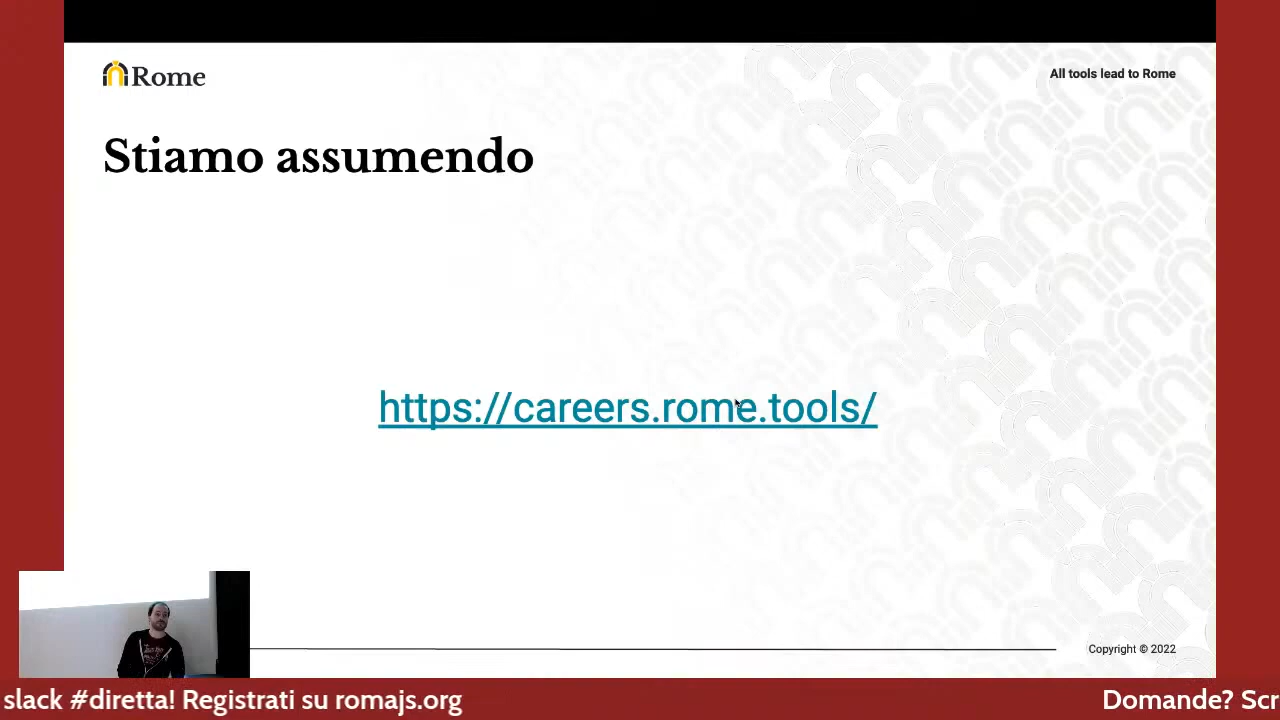 Rome
All tools lead to Rome
Stiamo assumendo
https://careers.rome.tools/
Copyright © 2022
slack #diretta! Registrati su romajs.org
Domande? Scr